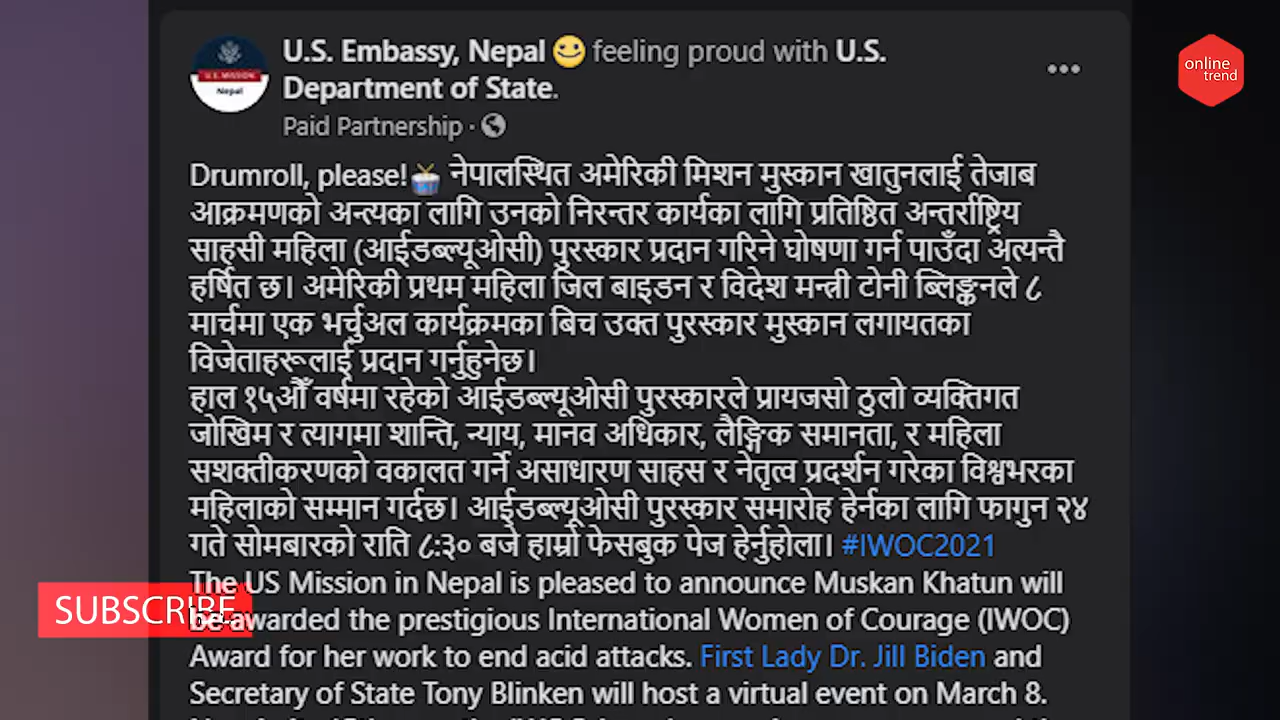 U.S. Embassy, Nepal 😀 feeling proud with U.S.
Department of State.
Paid Partnership ·
online
trend
U.S. MISSION
Nepal
Drumroll, please!🥁 नेपालस्थित अमेरिकी मिशन मुस्कान खातुनलाई तेजाब
आक्रमणको अन्त्यका लागि उनको निरन्तर कार्यका लागि प्रतिष्ठित अन्तर्राष्ट्रिय
साहसी महिला (आईडब्ल्यूओसी) पुरस्कार प्रदान गरिने घोषणा गर्न पाउँदा अत्यन्तै
हर्षित छ। अमेरिकी प्रथम महिला जिल बाइडन र विदेश मन्त्री टोनी ब्लिङ्कनले ८
मार्चमा एक भर्चुअल कार्यक्रमका बिच उक्त पुरस्कार मुस्कान लगायतका
विजेताहरूलाई प्रदान गर्नुहुनेछ।
हाल १५औँ वर्षमा रहेको आईडब्ल्यूओसी पुरस्कारले प्रायजसो ठुलो व्यक्तिगत
जोखिम र त्यागमा शान्ति, न्याय, मानव अधिकार, लैङ्गिक समानता, र महिला
सशक्तीकरणको वकालत गर्ने असाधारण साहस र नेतृत्व प्रदर्शन गरेका विश्वभरका
महिलाको सम्मान गर्दछ। आईडब्ल्यूओसी पुरस्कार समारोह हेर्नका लागि फागुन २४
गते सोमबारको राति ८:३० बजे हाम्रो फेसबुक पेज हेर्नुहोला। #IWOC2021
The US Mission in Nepal is pleased to announce Muskan Khatun will
SUBSCRIBE
be awarded the prestigious International Women of Courage (IWOC)
Award for her work to end acid attacks. First Lady Dr. Jill Biden and
Secretary of State Tony Blinken will host a virtual event on March 8.